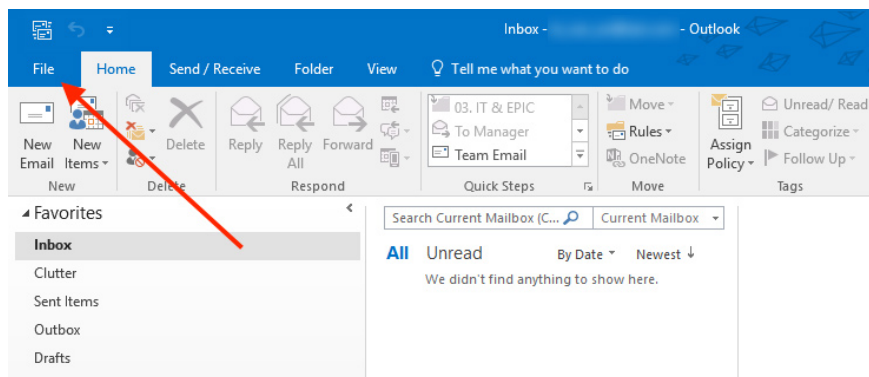 Inbox - - Outlook
File Home Send / Receive Folder View Tell me what you want to do
New Email
New Items
Delete
Reply
Reply All
Forward
03. IT & EPIC
To Manager
Team Email
Move
Rules
OneNote
Assign Policy
Unread/ Read
Categorize
Follow Up
New Delete Respond Quick Steps Move Tags
Favorites
Inbox
Clutter
Sent Items
Outbox
Drafts
Search Current Mailbox (C... Current Mailbox
All Unread By Date Newest
We didn't find anything to show here.